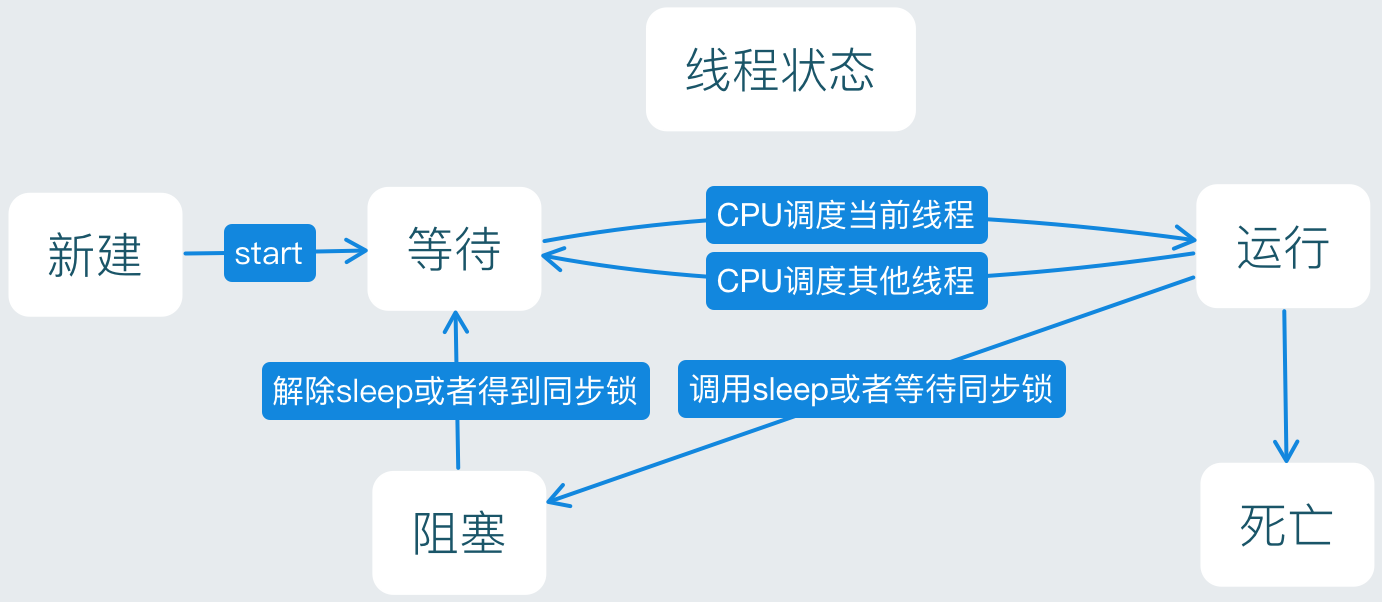 线程状态
新建
start
等待
CPU调度当前线程
CPU调度其他线程
运行
解除sleep或者得到同步锁
调用sleep或者等待同步锁
阻塞
死亡